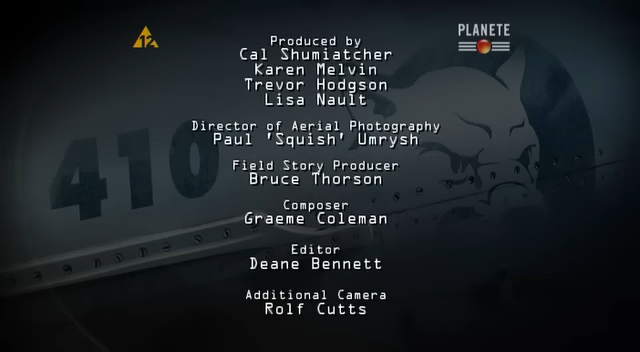 12
PLANETE
Produced by
Cal Shumiatcher
Karen Melvin
Trevor Hodgson
Lisa Nault
Director of Aerial Photography
Paul 'Squish' Umrysh
Field Story Producer
Bruce Thorson
Composer
Graeme Coleman
Editor
Deane Bennett
Additional Camera
Rolf Cutts
410